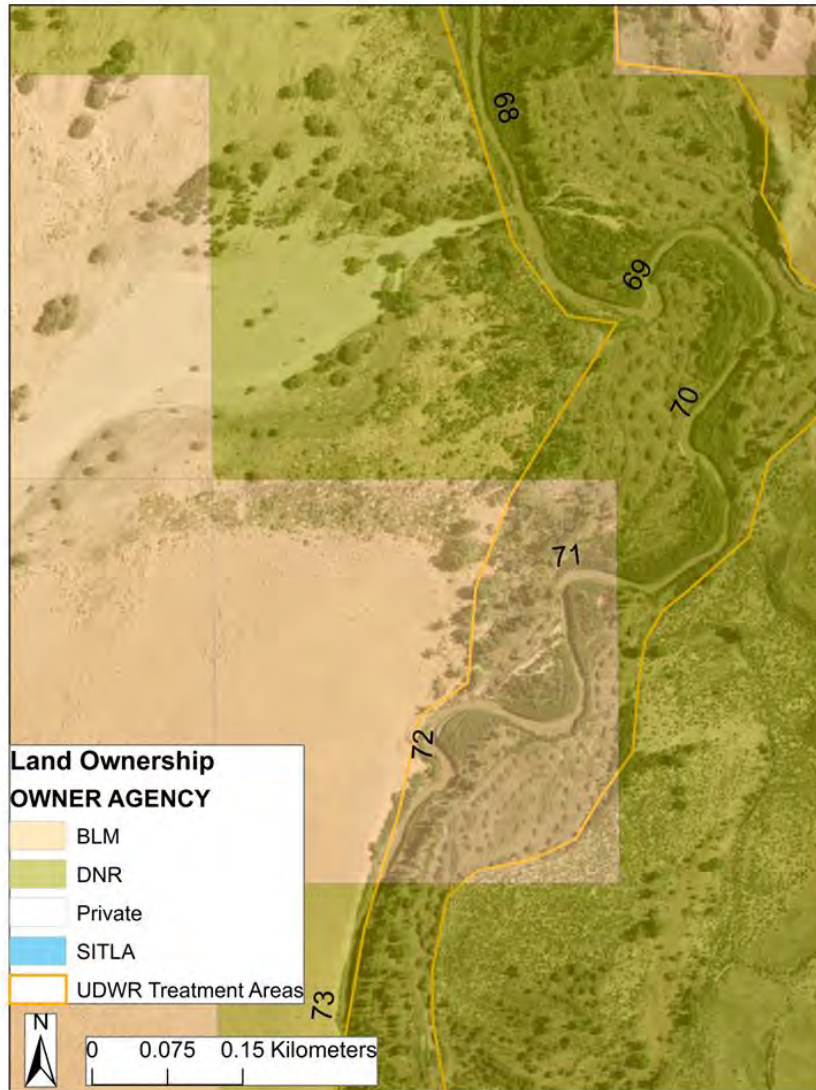 68
69
70
71
72
73
Land Ownership
OWNER AGENCY
BLM
DNR
Private
SITLA
UDWR Treatment Areas
N
0 0.075 0.15 Kilometers